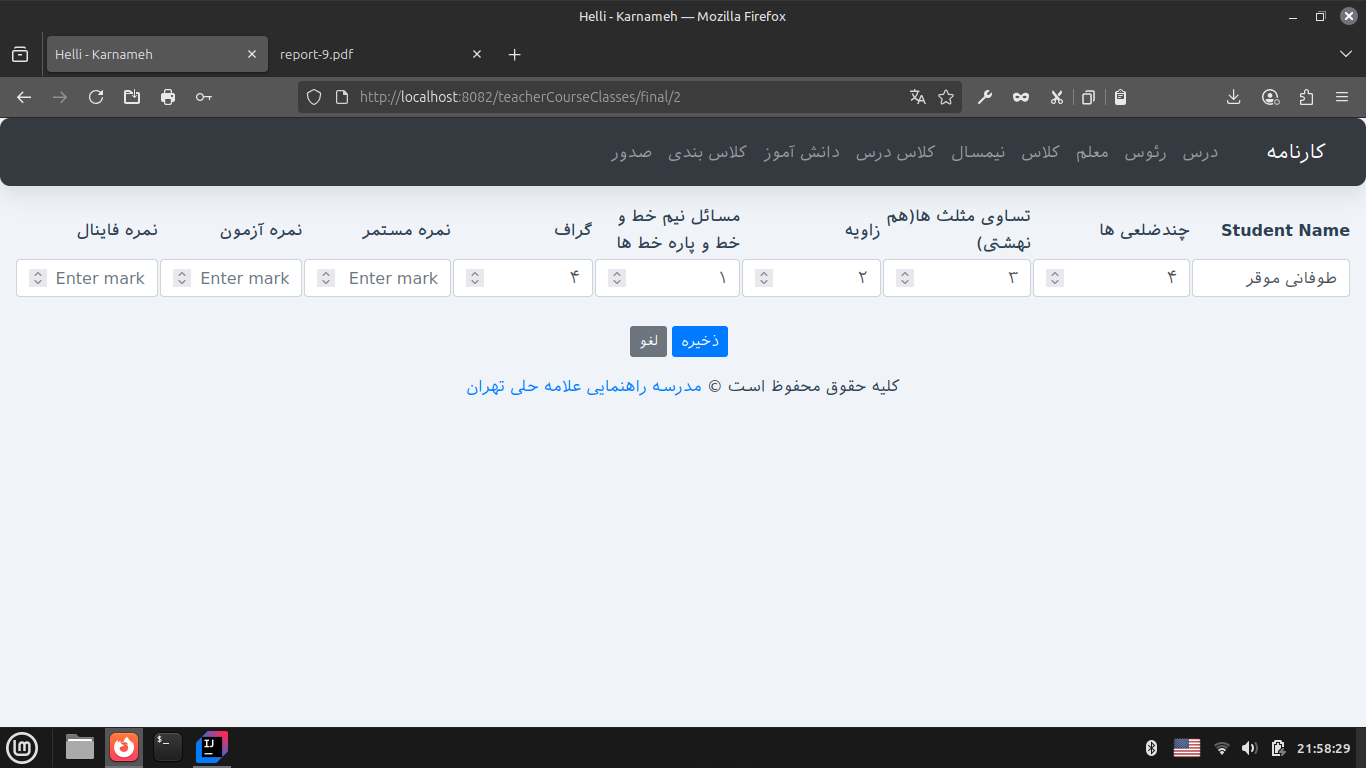 Helli - Karnameh — Mozilla Firefox
Helli - Karnameh
report-9.pdf
http://localhost:8082/teacherCourseClasses/final/2
کارنامه درس رئوس معلم کلاس نیمسال کلاس درس دانش آموز کلاس بندی صدور
Student Name
چندضلعی ها
تساوی مثلث ها(هم
نهشتی)
زاویه
مسائل نیم خط و
خط و پاره خط ها
گراف
نمره مستمر
نمره آزمون
نمره فاینال
طوفانی موقر ۴ ۳ ۲ ۱ ۴ Enter mark Enter mark Enter mark
ذخیره لغو
کلیه حقوق محفوظ است © مدرسه راهنمایی علامه حلی تهران
21:58:29